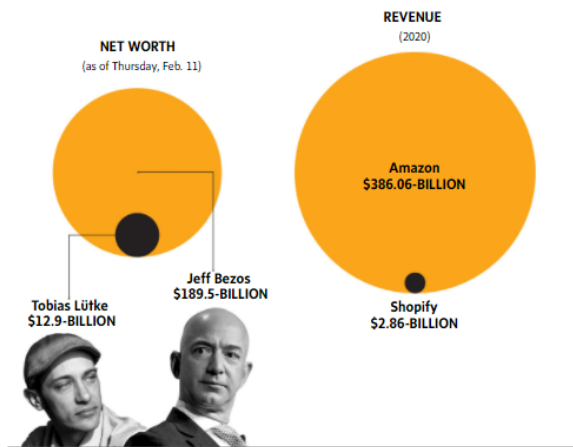 NET WORTH
(as of Thursday, Feb. 11)
Tobias Lütke
$12.9-BILLION
Jeff Bezos
$189.5-BILLION
REVENUE
(2020)
Amazon
$386.06-BILLION
Shopify
$2.86-BILLION